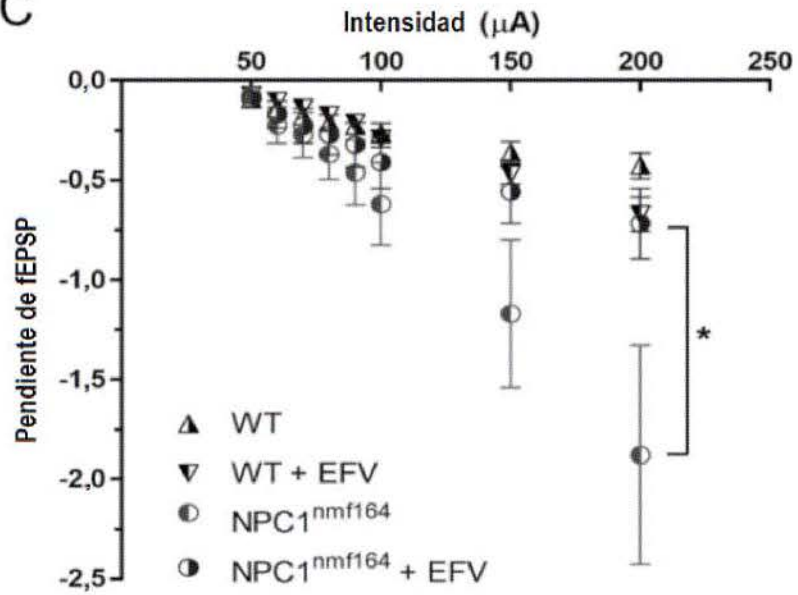 C
Intensidad (μA)
50 100 150 200 250
0,0
-0,5
-1,0
-1,5
-2,0
-2,5
Pendiente de fEPSP
*
WT
WT + EFV
NPC1nmf164
NPC1nmf164 + EFV